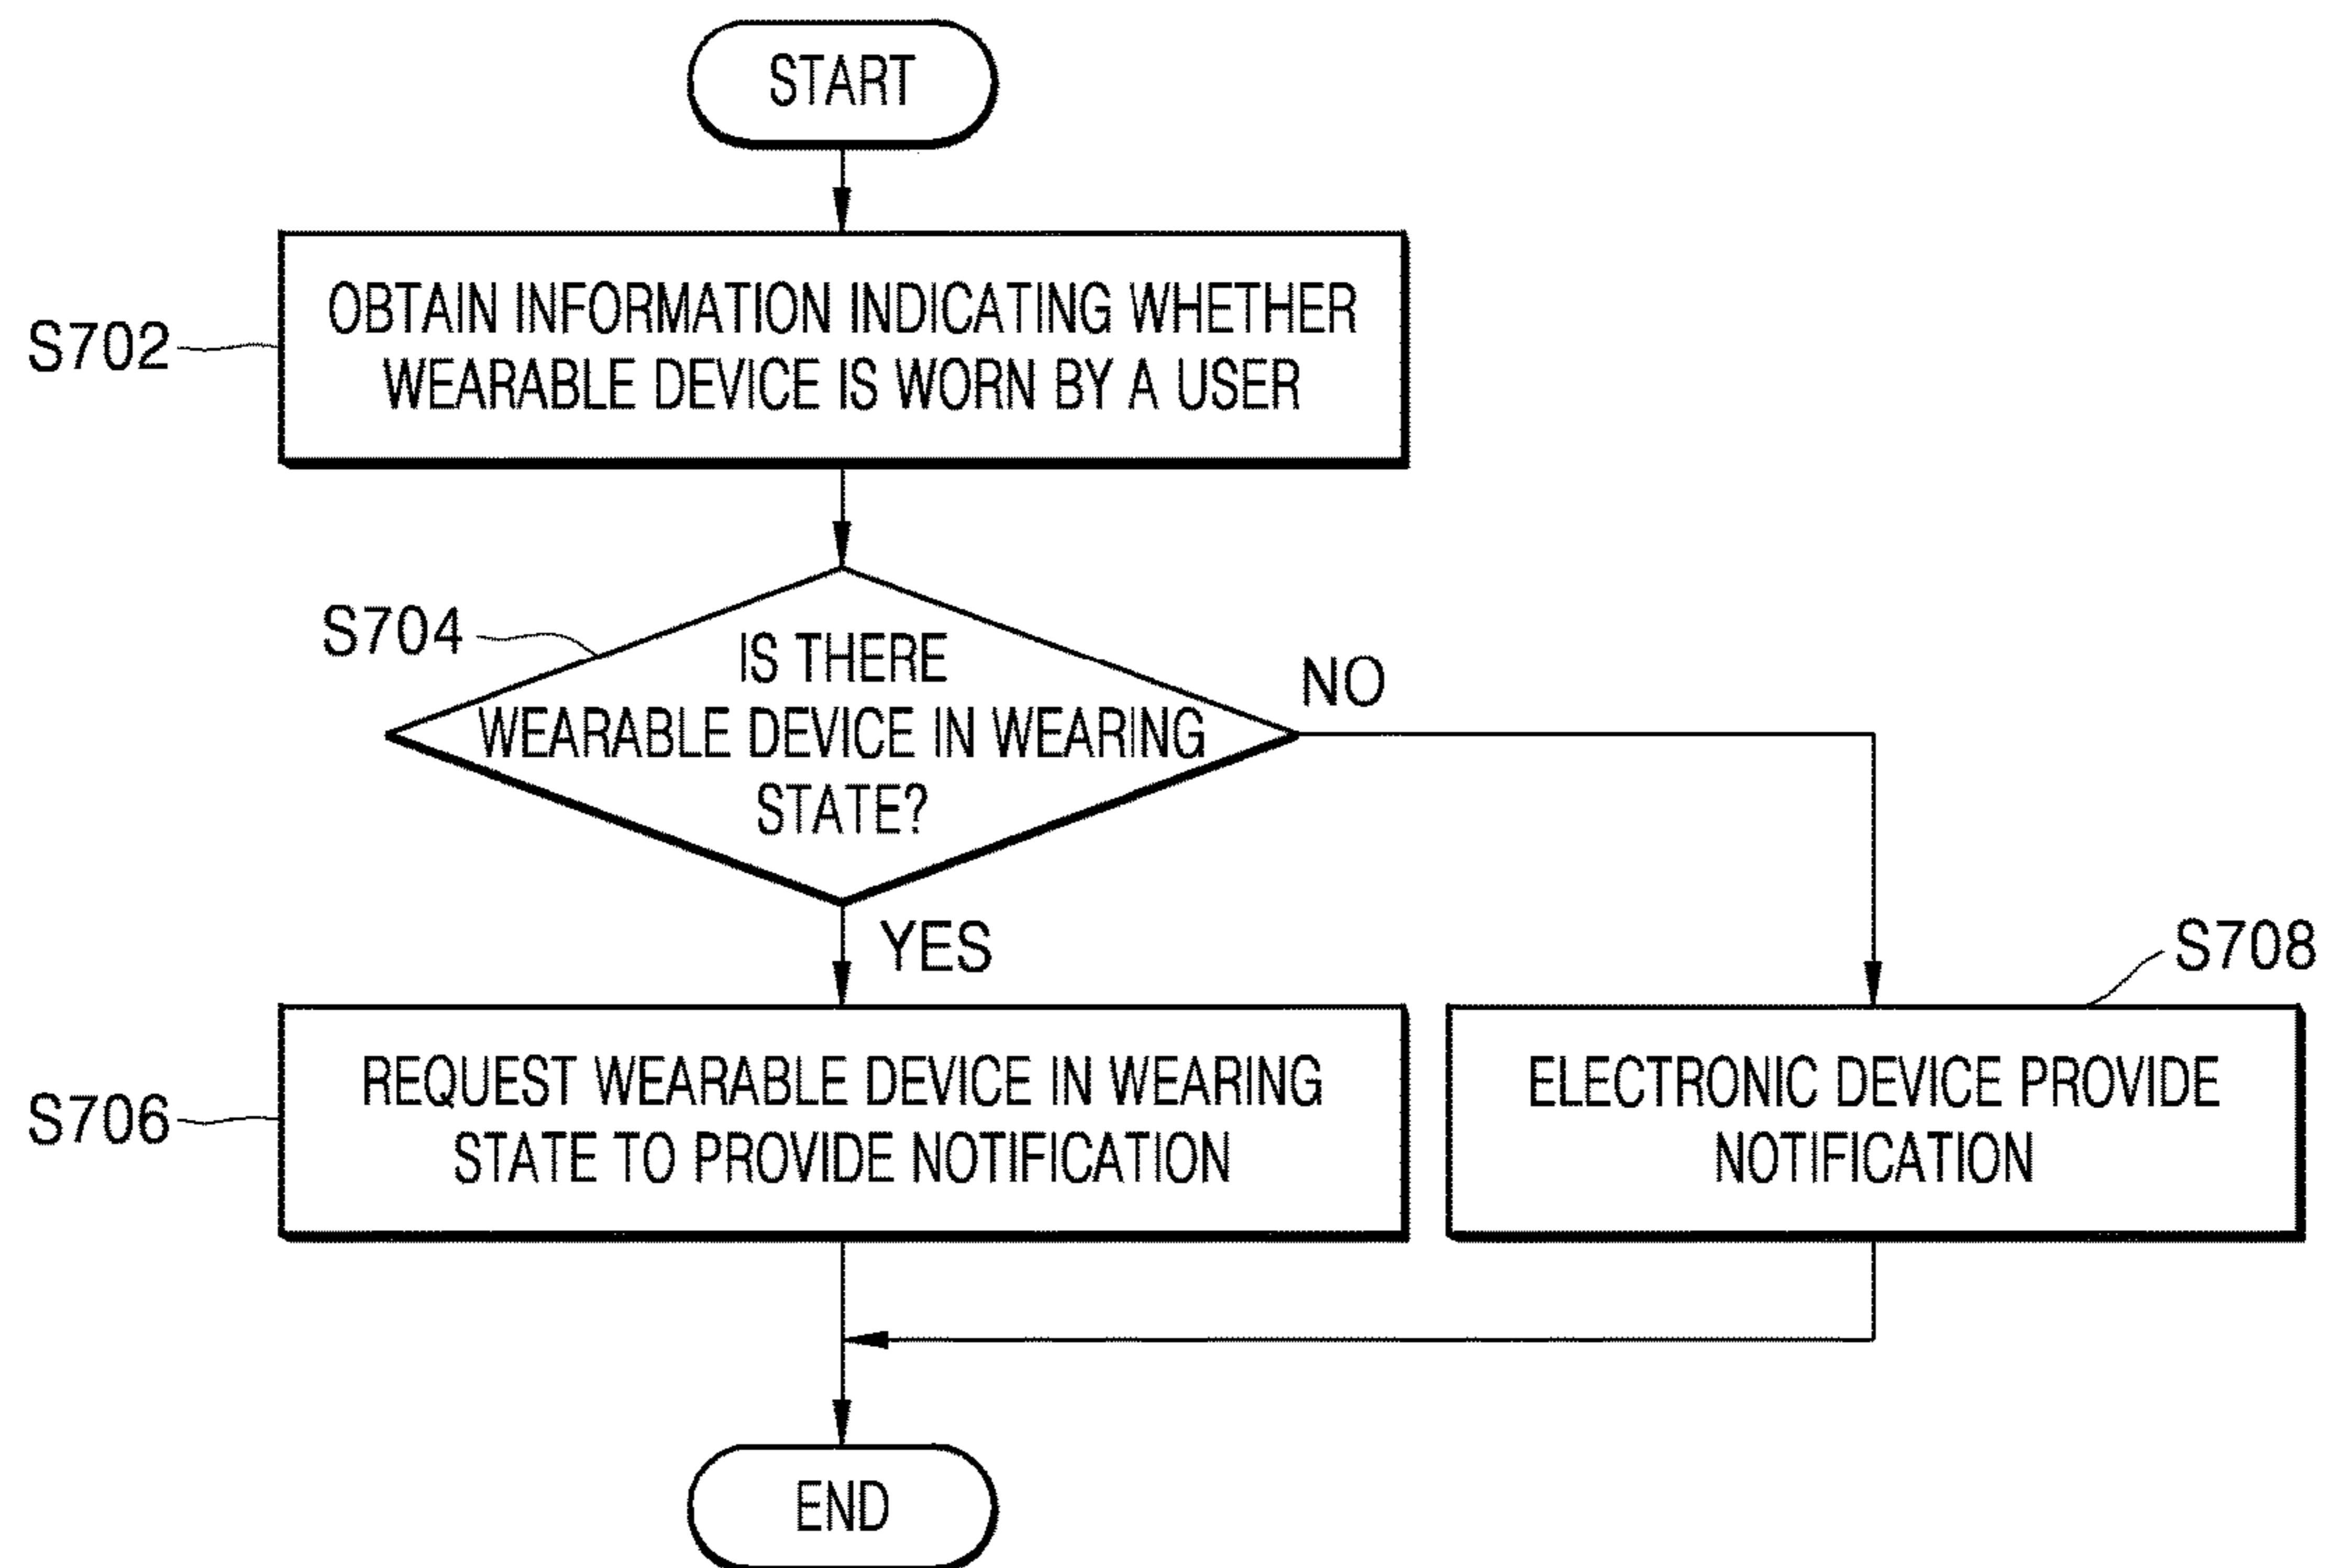 START
S702
OBTAIN INFORMATION INDICATING WHETHER
WEARABLE DEVICE IS WORN BY A USER
S704
IS THERE
WEARABLE DEVICE IN WEARING
STATE?
NO
YES
S706
REQUEST WEARABLE DEVICE IN WEARING
STATE TO PROVIDE NOTIFICATION
S708
ELECTRONIC DEVICE PROVIDE
NOTIFICATION
END